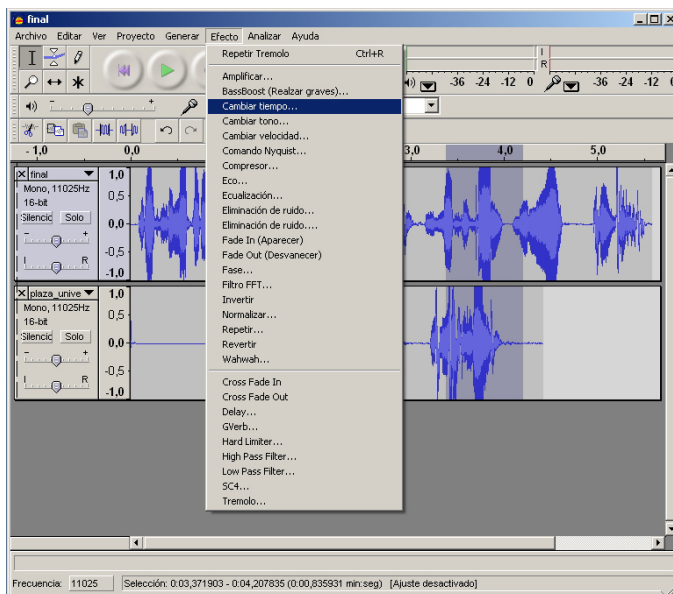 final
Archivo Editar Ver Proyecto Generar Efecto Analizar Ayuda
Repetir Tremolo Ctrl+R
Amplificar...
BassBoost (Realzar graves)...
Cambiar tiempo...
Cambiar tono...
Cambiar velocidad...
Comando Nyquist...
Compresor...
Eco...
Ecualización...
Eliminación de ruido...
Eliminación de ruido....
Fade In (Aparecer)
Fade Out (Desvanecer)
Fase...
Filtro FFT...
Invertir
Normalizar...
Repetir...
Revertir
Wahwah...
Cross Fade In
Cross Fade Out
Delay...
GVerb...
Hard Limiter...
High Pass Filter...
Low Pass Filter...
SC4...
Tremolo...
I
R
-36 -24 -12 0 -36 -24 -12
- +
- 1,0 0,0 3,0 4,0 5,0
final
Mono, 11025Hz
16-bit
Silencic Solo
- +
I R
1,0
0,5
0,0
-0,5
-1,0
plaza_unive
Mono, 11025Hz
16-bit
Silencic Solo
- +
I R
1,0
0,5
0,0
-0,5
-1,0
Frecuencia: 11025 Selección: 0:03,371903 - 0:04,207835 (0:00,835931 min:seg) [Ajuste desactivado]